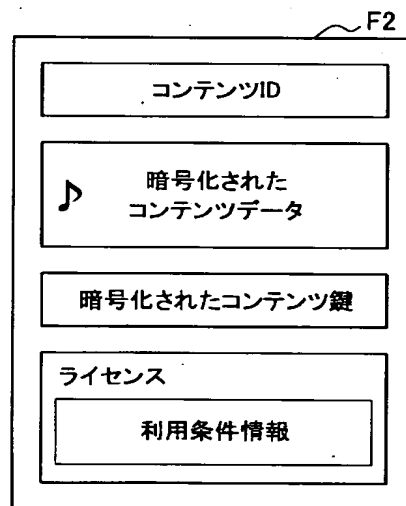 F2
コンテンツID
暗号化された
コンテンツデータ
暗号化されたコンテンツ鍵
ライセンス
利用条件情報